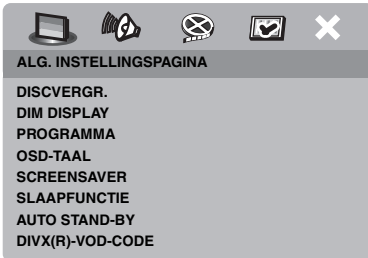 ALG. INSTELLINGSPAGINA
DISCVERGR.
DIM DISPLAY
PROGRAMMA
OSD-TAAL
SCREENSAVER
SLAAPFUNCTIE
AUTO STAND-BY
DIVX(R)-VOD-CODE